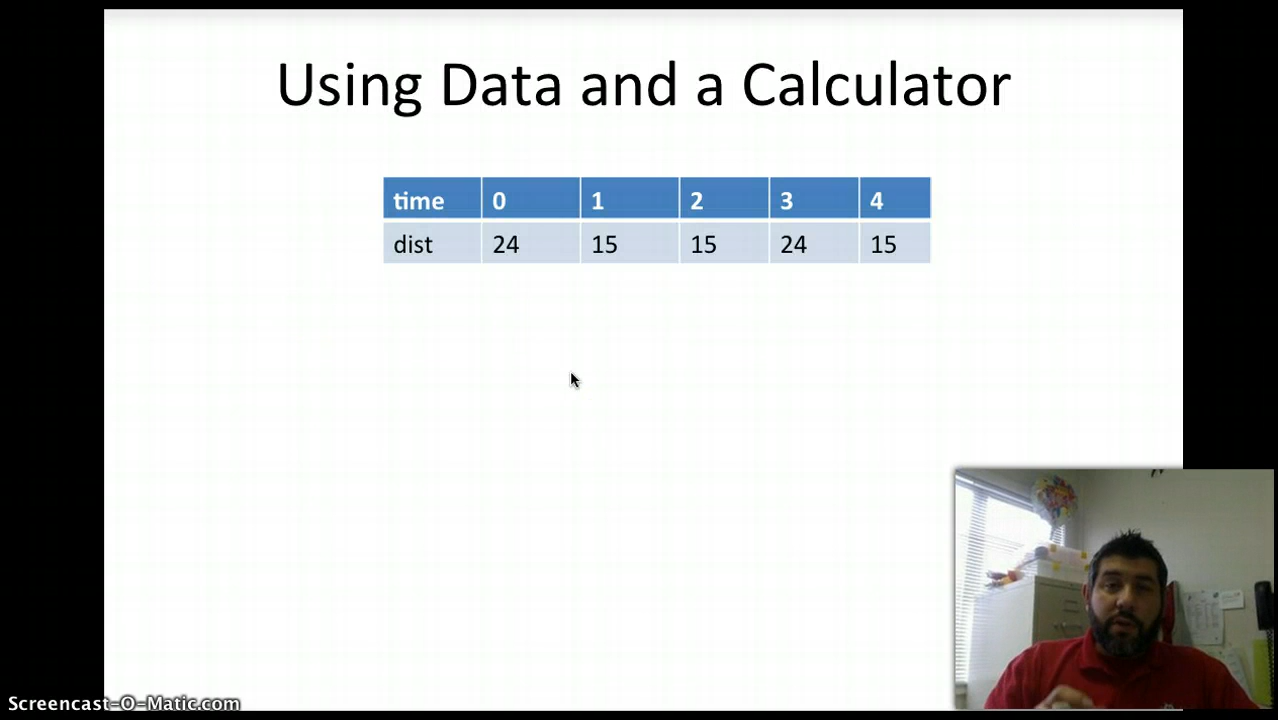 Using Data and a Calculator
time 0 1 2 3 4
dist 24 15 15 24 15
Screencast-O-Matic.com